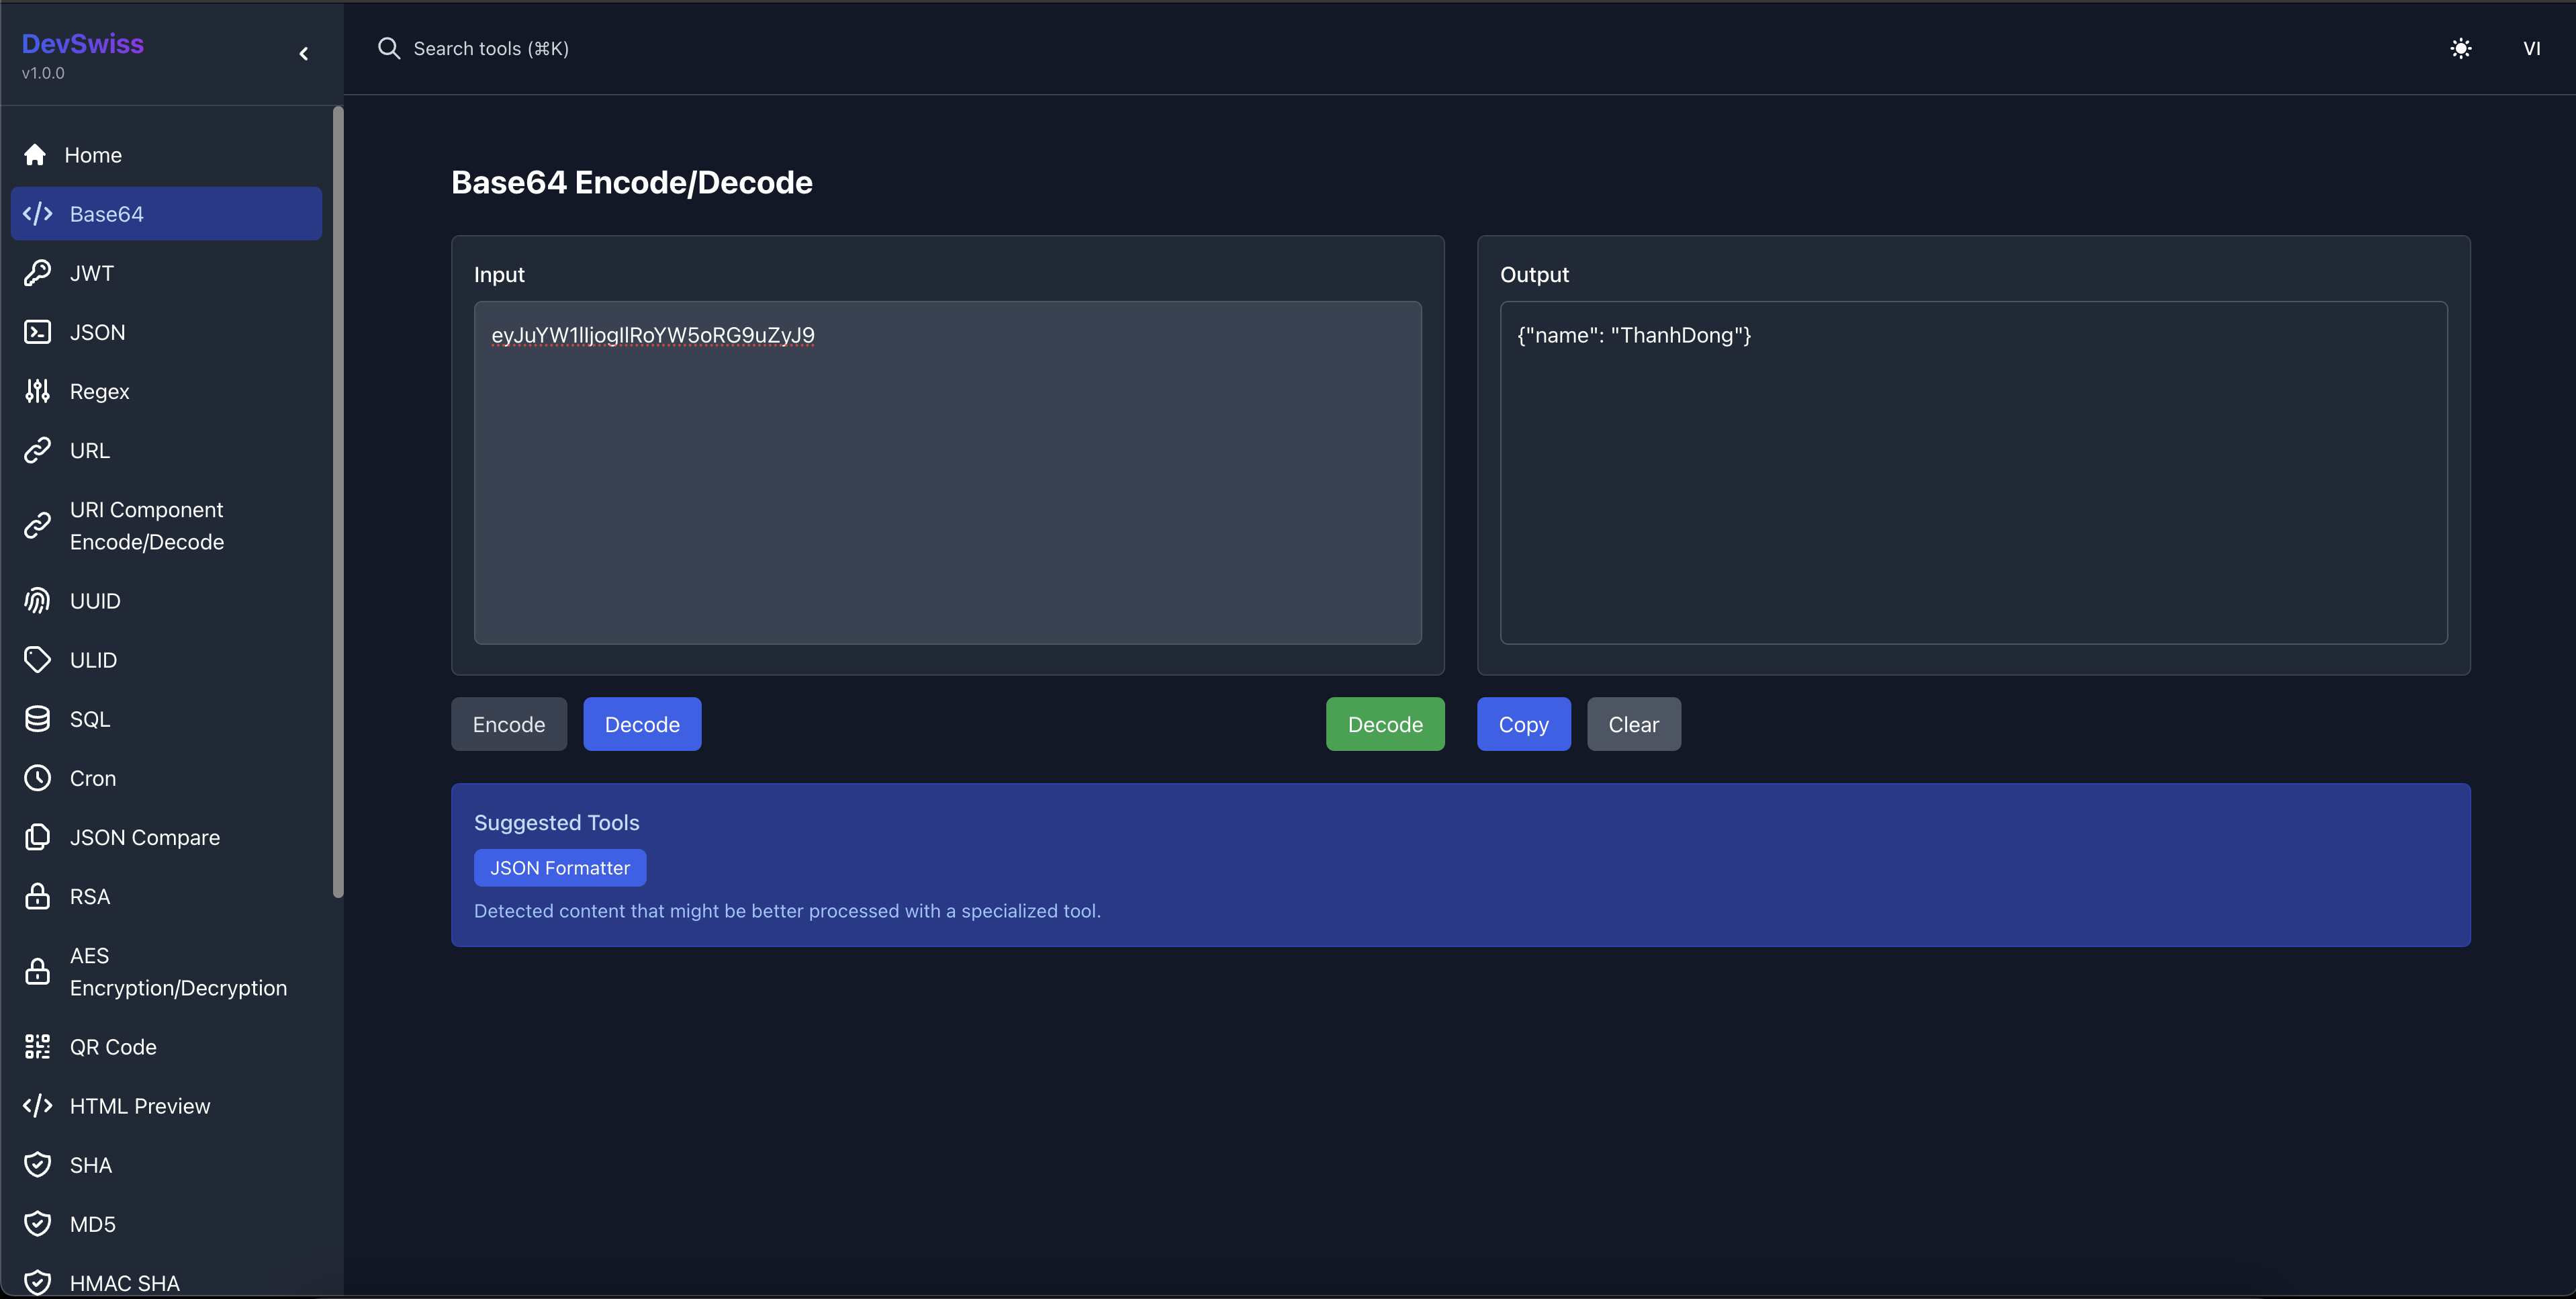 DevSwiss
v1.0.0
Search tools (⌘K)
VI
Home
Base64
JWT
JSON
Regex
URL
URI Component
Encode/Decode
UUID
ULID
SQL
Cron
JSON Compare
RSA
AES
Encryption/Decryption
QR Code
HTML Preview
SHA
MD5
HMAC SHA
Base64 Encode/Decode
Input
eyJuYW1lIjogIlRoYW5oRG9uZyJ9
Output
{"name": "ThanhDong"}
Encode
Decode
Decode
Copy
Clear
Suggested Tools
JSON Formatter
Detected content that might be better processed with a specialized tool.